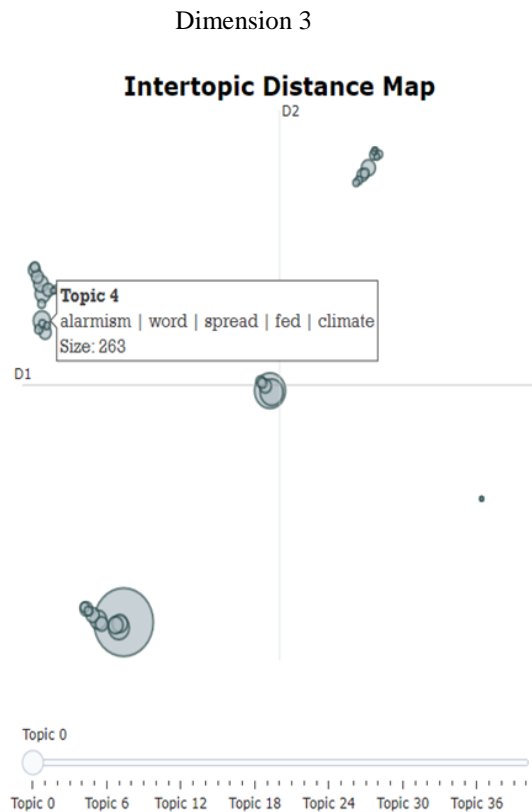 Dimension 3
Intertopic Distance Map
D2
Topic 4
alarmism | word | spread | fed | climate
Size: 263
D1
Topic 0
Topic 0 Topic 6 Topic 12 Topic 18 Topic 24 Topic 30 Topic 36